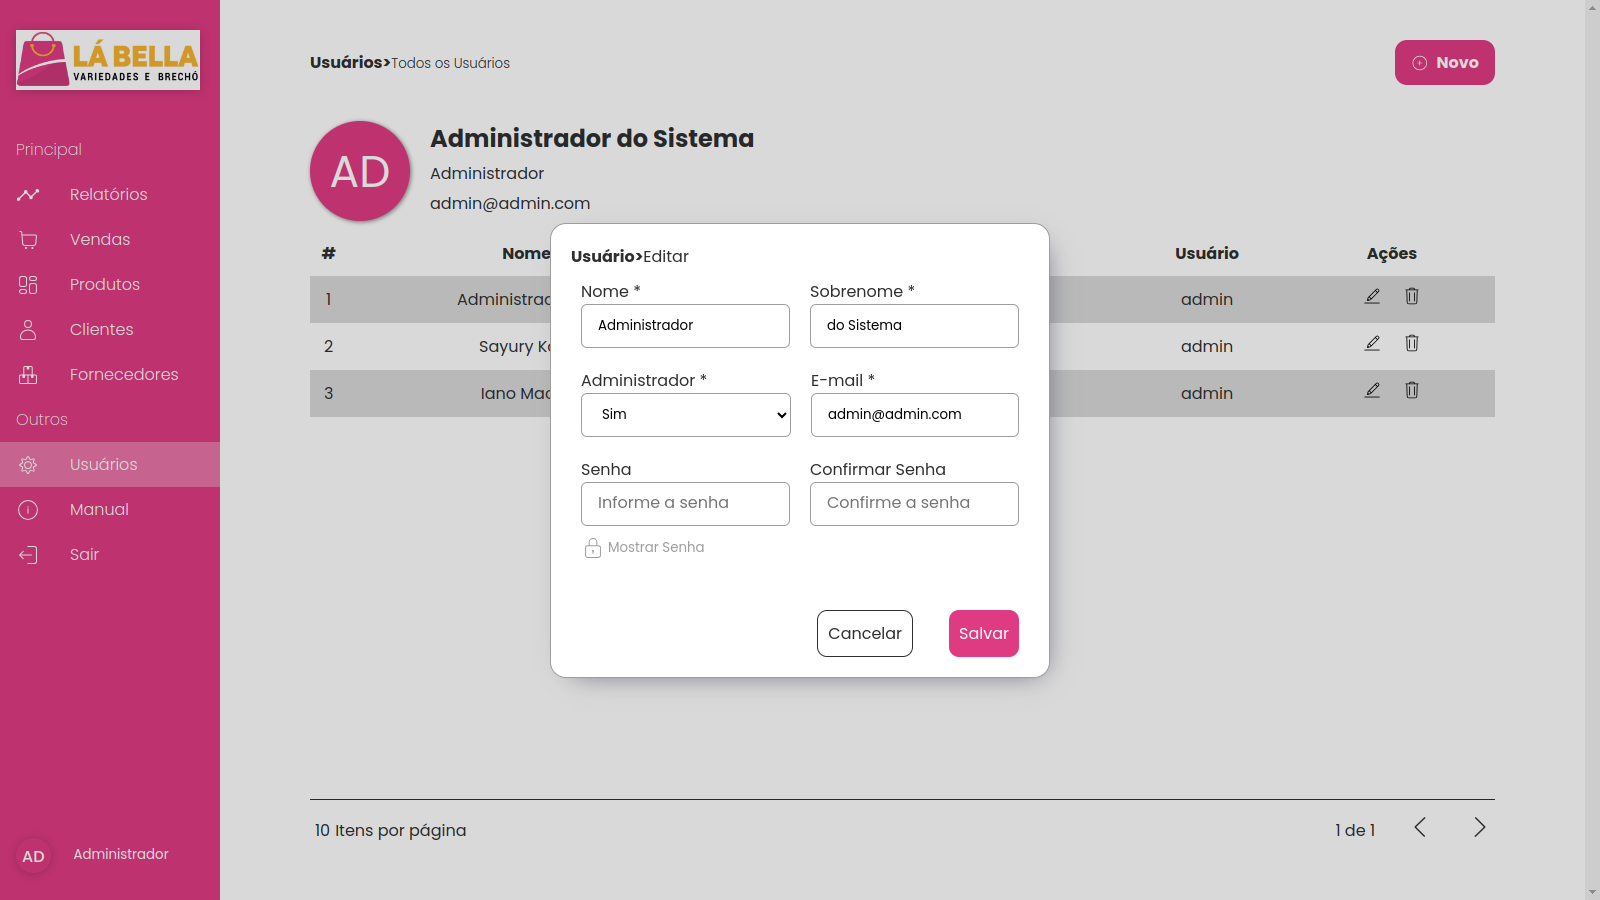 LÁ BELLA
VARIEDADES E BRECHÓ
Principal
Relatórios
Vendas
Produtos
Clientes
Fornecedores
Outros
Usuários
Manual
Sair
AD Administrador
Usuários>Todos os Usuários
Novo
AD
Administrador do Sistema
Administrador
admin@admin.com
# Nome Usuário Ações
1 admin
2 Sayury admin
3 Iano admin
Usuário>Editar
Nome * Sobrenome *
Administrador do Sistema
Administrador * E-mail *
Sim admin@admin.com
Senha Confirmar Senha
Informe a senha Confirme a senha
Mostrar Senha
Cancelar Salvar
10 Itens por página 1 de 1